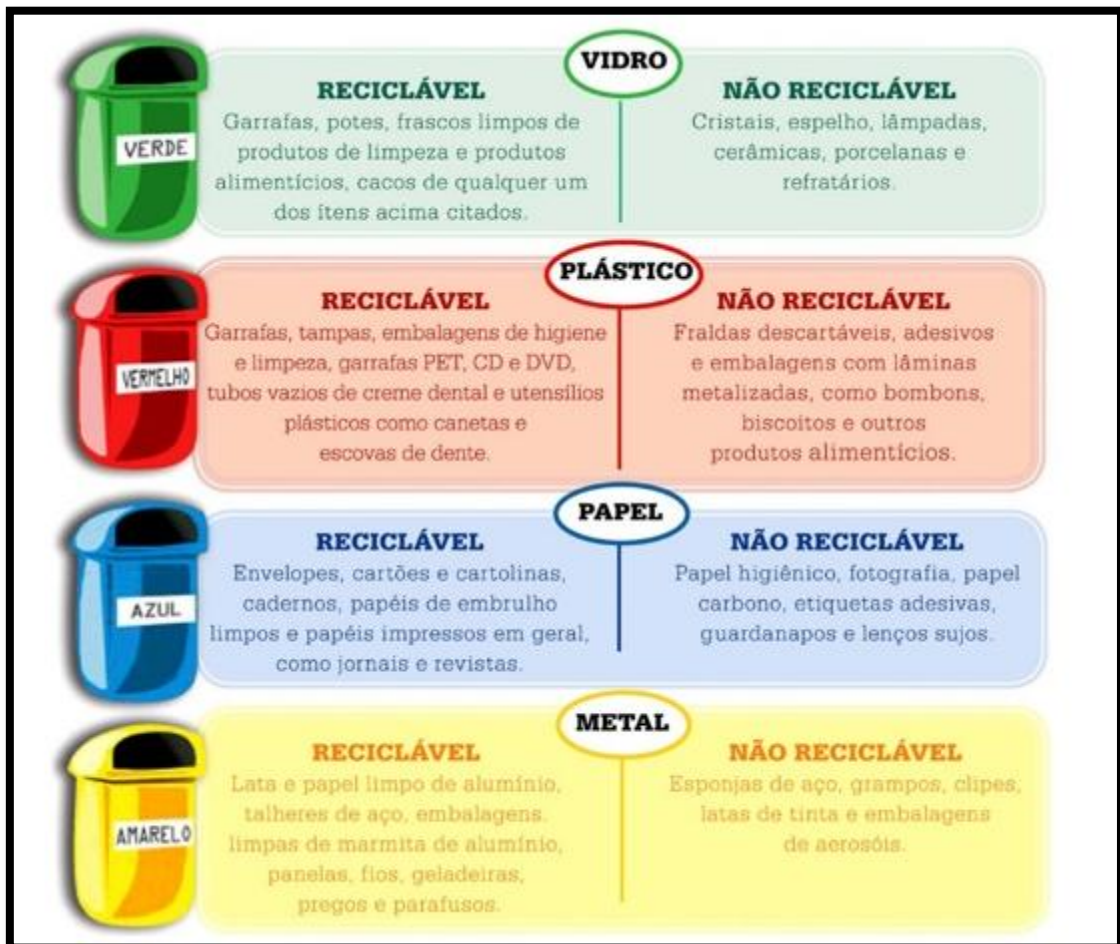 VIDRO
VERDE
RECICLÁVEL
Garrafas, potes, frascos limpos de
produtos de limpeza e produtos
alimentícios, cacos de qualquer um
dos ítens acima citados.
NÃO RECICLÁVEL
Cristais, espelho, lâmpadas,
cerâmicas, porcelanas e
refratários.
PLÁSTICO
VERMELHO
RECICLÁVEL
Garrafas, tampas, embalagens de higiene
e limpeza, garrafas PET, CD e DVD,
tubos vazios de creme dental e utensílios
plásticos como canetas e
escovas de dente.
NÃO RECICLÁVEL
Fraldas descartáveis, adesivos
e embalagens com lâminas
metalizadas, como bombons,
biscoitos e outros
produtos alimentícios.
PAPEL
AZUL
RECICLÁVEL
Envelopes, cartões e cartolinas,
cadernos, papéis de embrulho
limpos e papéis impressos em geral,
como jornais e revistas.
NÃO RECICLÁVEL
Papel higiênico, fotografia, papel
carbono, etiquetas adesivas,
guardanapos e lenços sujos.
METAL
AMARELO
RECICLÁVEL
Lata e papel limpo de alumínio,
talheres de aço, embalagens.
limpas de marmita de alumínio,
panelas, fios, geladeiras,
pregos e parafusos.
NÃO RECICLÁVEL
Esponjas de aço, grampos, clipes,
latas de tinta e embalagens
de aerosóis.